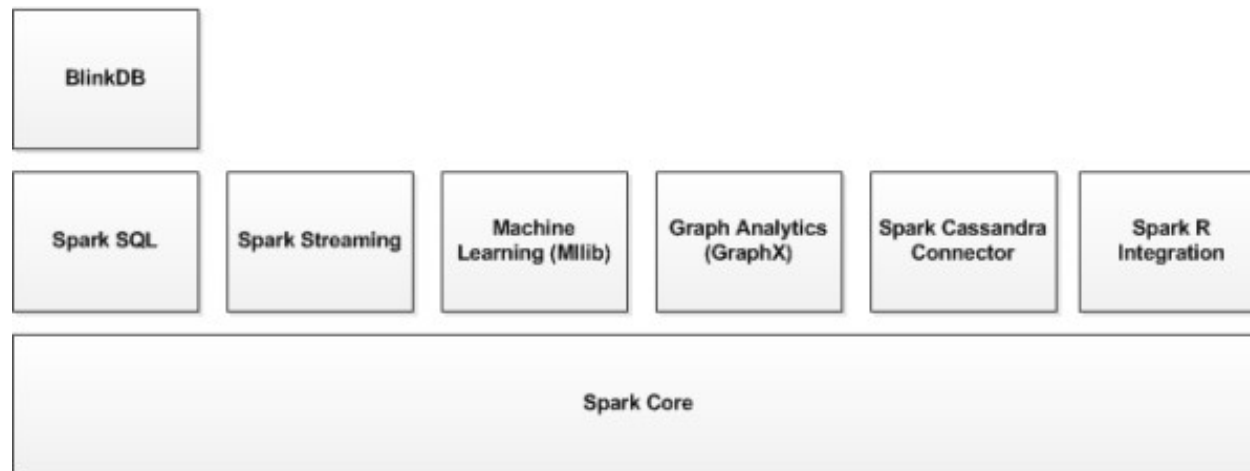 BlinkDB
Spark SQL
Spark Streaming
Machine
Learning (Mllib)
Graph Analytics
(GraphX)
Spark Cassandra
Connector
Spark R
Integration
Spark Core